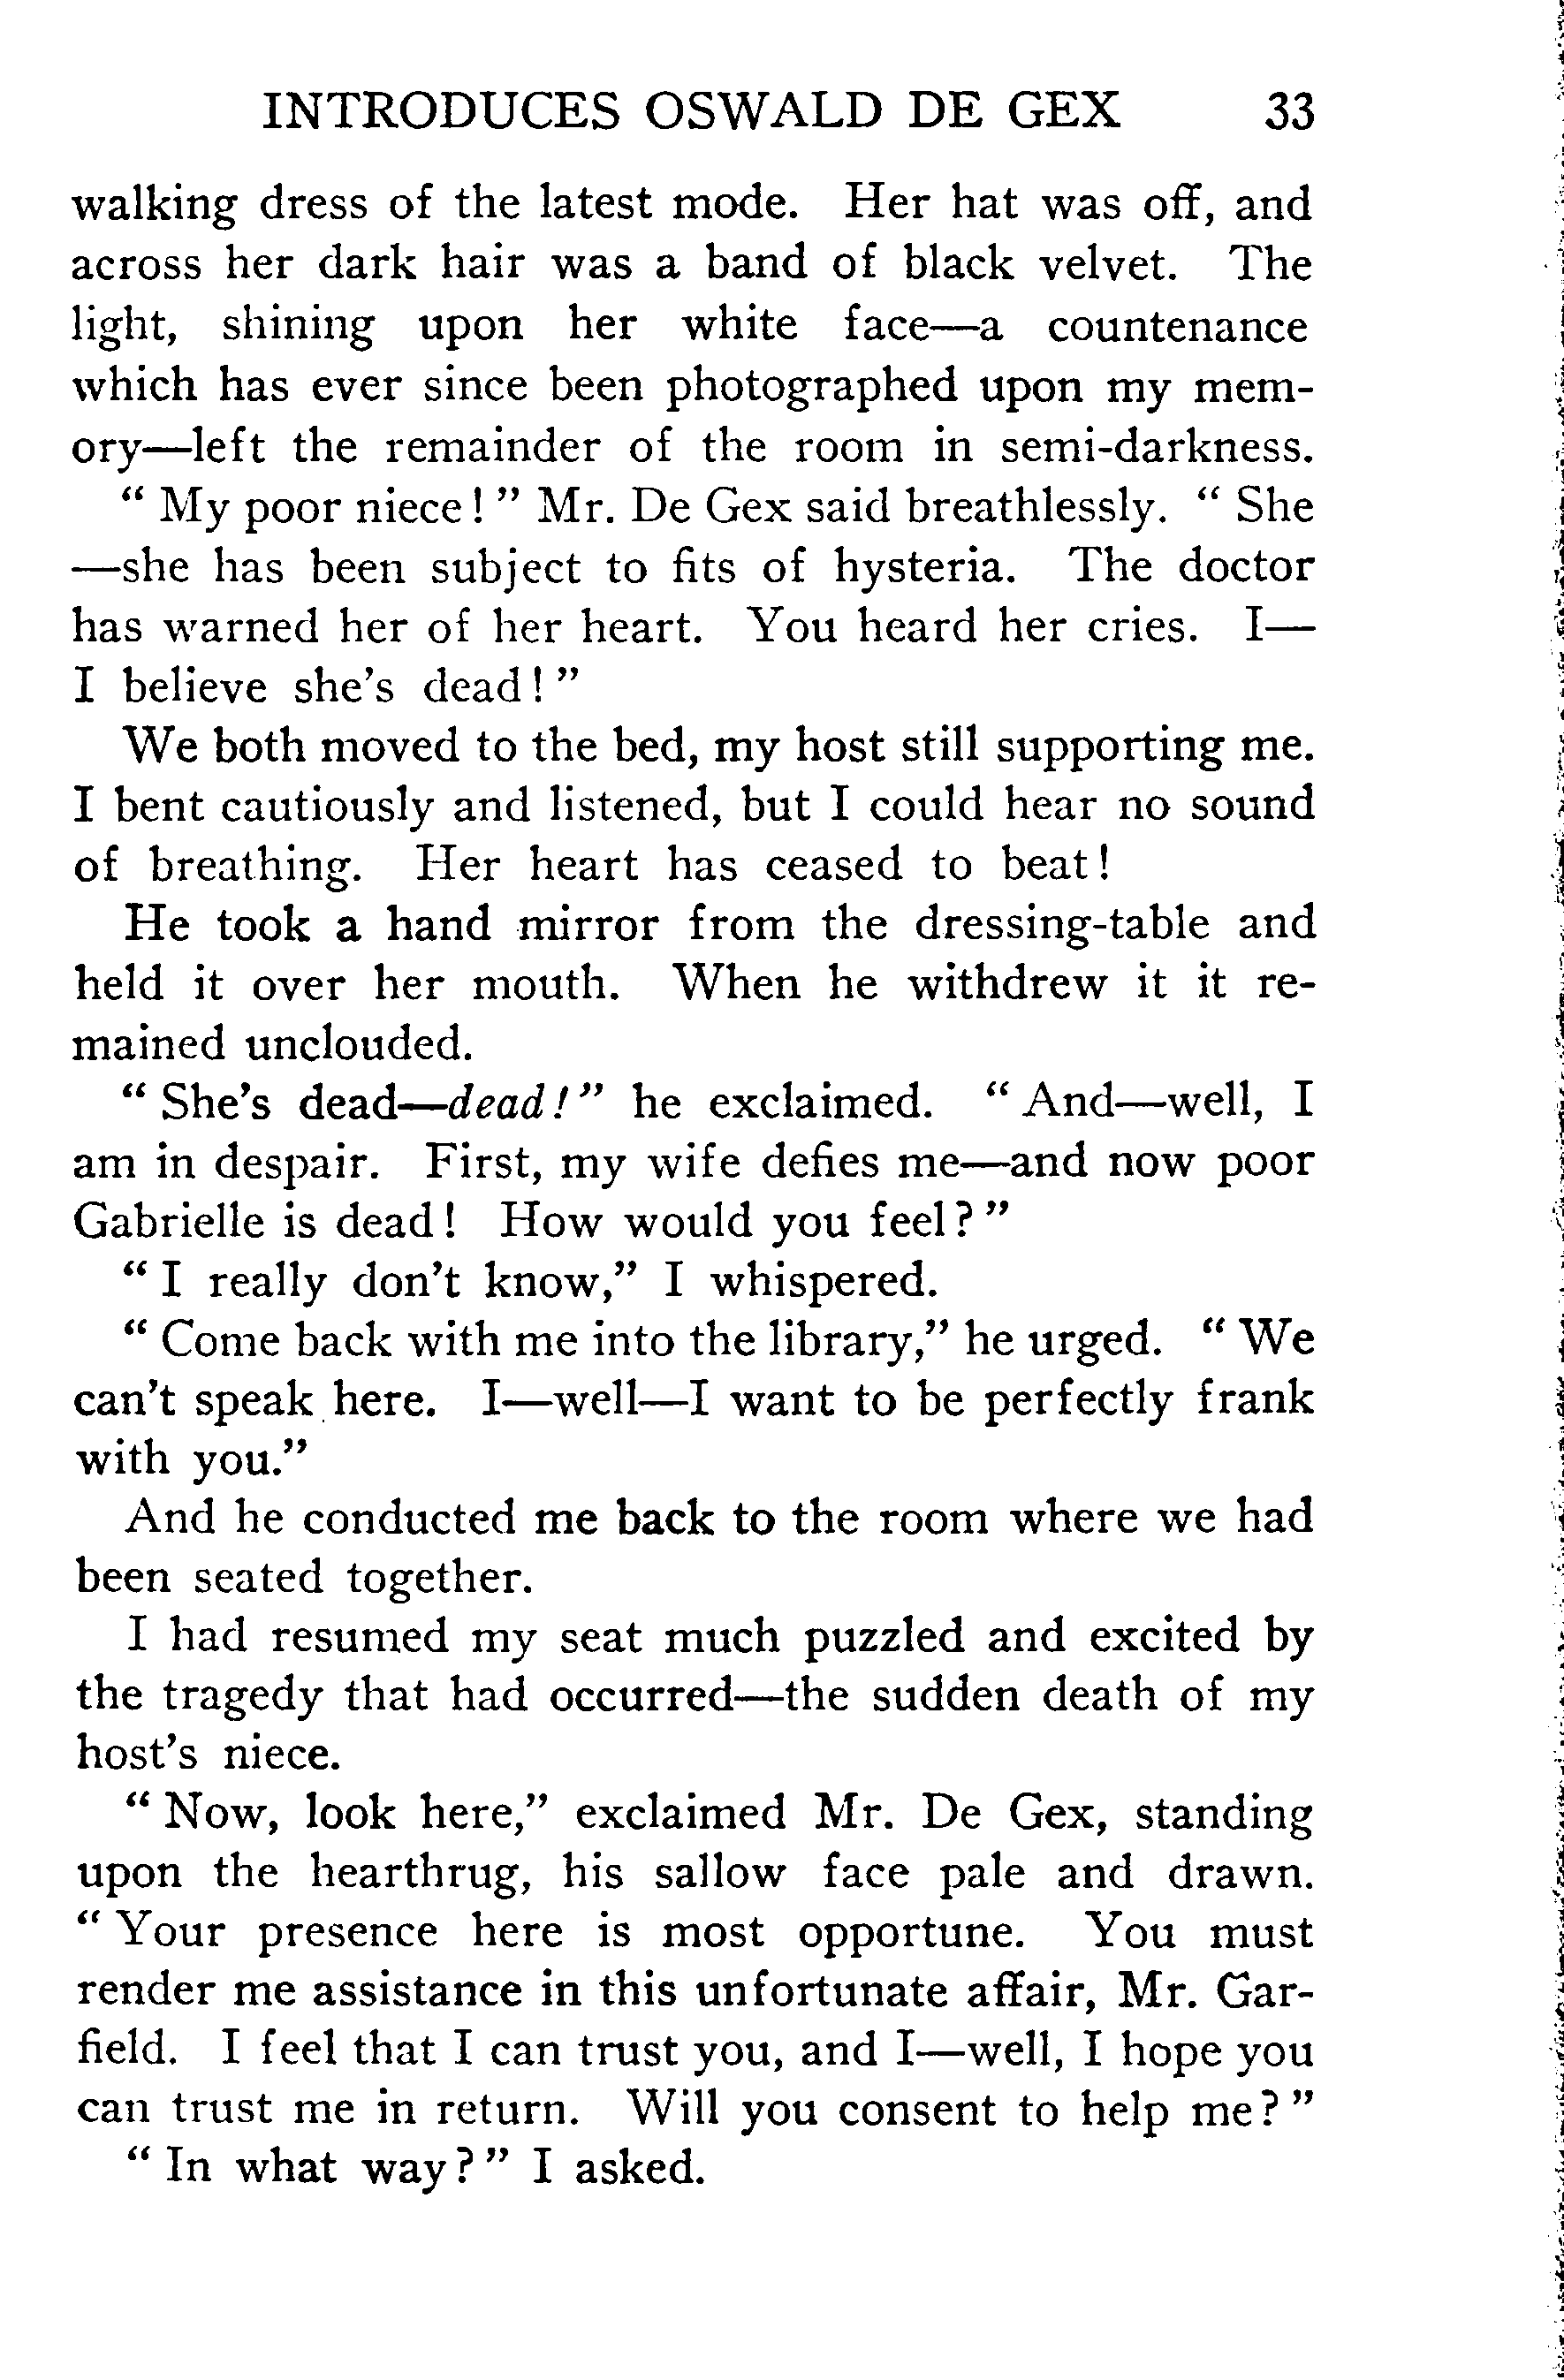 INTRODUCES OSWALD DE GEX 33
walking dress of the latest mode. Her hat was off, and
across her dark hair was a band of black velvet. The
light, shining upon her white face—a countenance
which has ever since been photographed upon my mem-
ory—left the remainder of the room in semi-darkness.
“ My poor niece ! ” Mr. De Gex said breathlessly. “ She
—she has been subject to fits of hysteria. The doctor
has warned her of her heart. You heard her cries. I—
I believe she’s dead ! ”
We both moved to the bed, my host still supporting me.
I bent cautiously and listened, but I could hear no sound
of breathing. Her heart has ceased to beat !
He took a hand mirror from the dressing-table and
held it over her mouth. When he withdrew it it re-
mained unclouded.
“ She’s dead—dead ! ” he exclaimed. “ And—well, I
am in despair. First, my wife defies me—and now poor
Gabrielle is dead ! How would you feel ? ”
“ I really don’t know,” I whispered.
“ Come back with me into the library,” he urged. “ We
can’t speak here. I—well—I want to be perfectly frank
with you.”
And he conducted me back to the room where we had
been seated together.
I had resumed my seat much puzzled and excited by
the tragedy that had occurred—the sudden death of my
host’s niece.
“ Now, look here,” exclaimed Mr. De Gex, standing
upon the hearthrug, his sallow face pale and drawn.
“ Your presence here is most opportune. You must
render me assistance in this unfortunate affair, Mr. Gar-
field. I feel that I can trust you, and I—well, I hope you
can trust me in return. Will you consent to help me ? ”
“ In what way ? ” I asked.